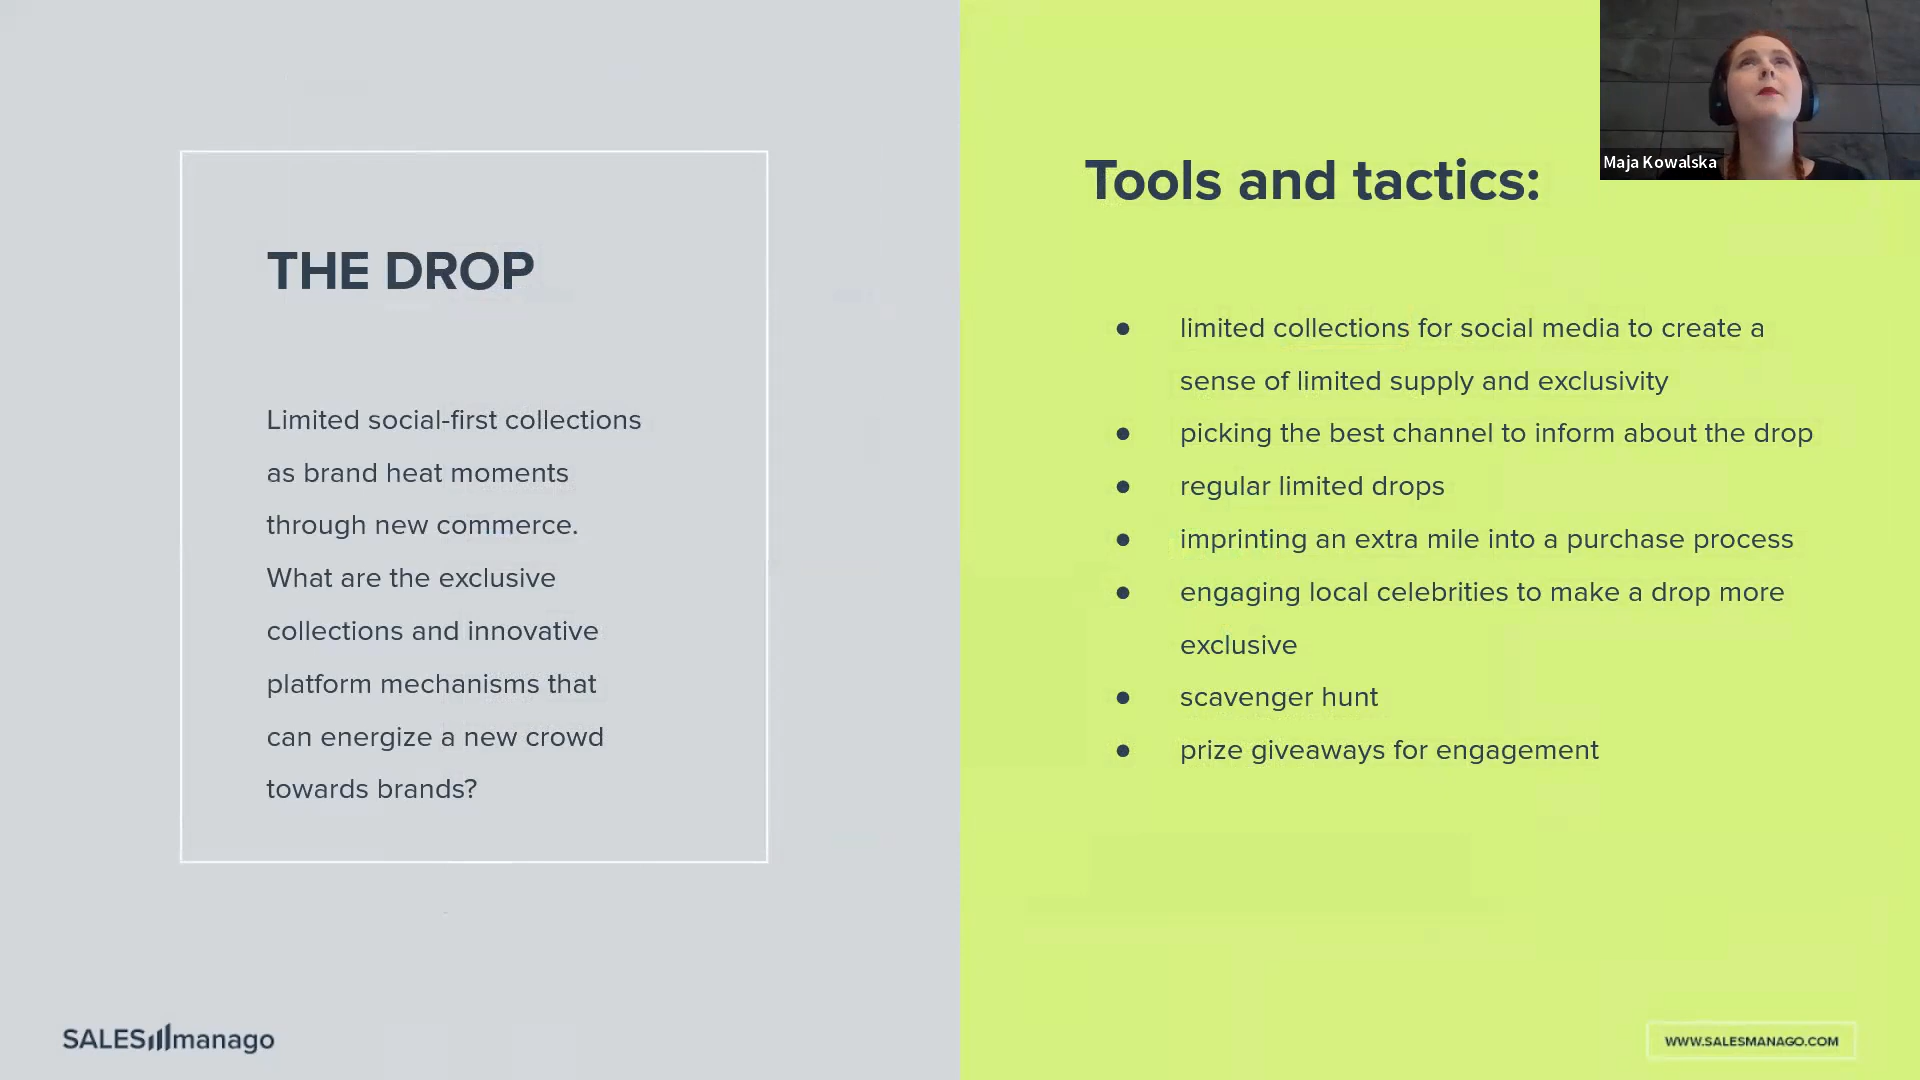 THE DROP
Limited social-first collections
as brand heat moments
through new commerce.
What are the exclusive
collections and innovative
platform mechanisms that
can energize a new crowd
towards brands?
SALESmanago
Tools and tactics:
● limited collections for social media to create a
sense of limited supply and exclusivity
● picking the best channel to inform about the drop
● regular limited drops
● imprinting an extra mile into a purchase process
● engaging local celebrities to make a drop more
exclusive
● scavenger hunt
● prize giveaways for engagement
Maja Kowalska
WWW.SALESMANAGO.COM